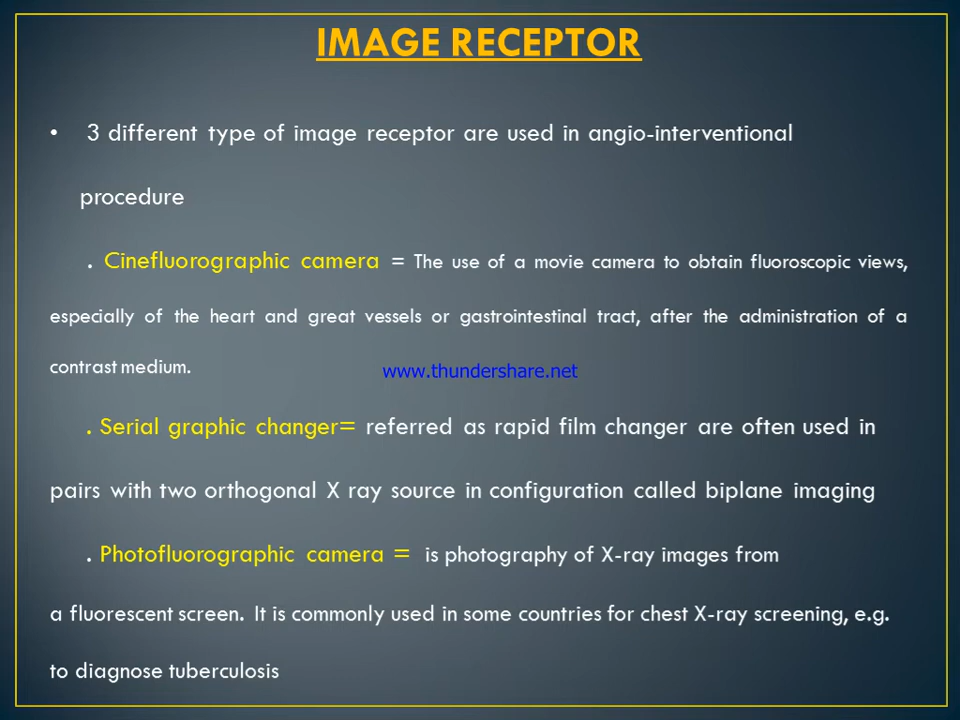 IMAGE RECEPTOR
• 3 different type of image receptor are used in angio-interventional
procedure
. Cinefluorographic camera = The use of a movie camera to obtain fluoroscopic views,
especially of the heart and great vessels or gastrointestinal tract, after the administration of a
contrast medium.
www.thundershare.net
. Serial graphic changer= referred as rapid film changer are often used in
pairs with two orthogonal X ray source in configuration called biplane imaging
. Photofluorographic camera = is photography of X-ray images from
a fluorescent screen. It is commonly used in some countries for chest X-ray screening, e.g.
to diagnose tuberculosis